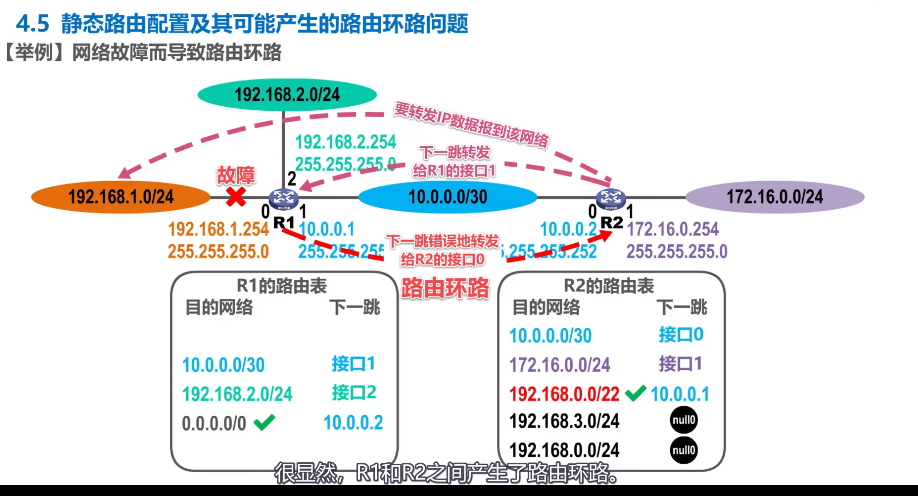 4.5 静态路由配置及其可能产生的路由环路问题
【举例】网络故障而导致路由环路
192.168.2.0/24
要转发IP数据报到该网络
192.168.2.254
255.255.255.0
下一跳转发
给R1的接口1
故障
2
192.168.1.0/24
10.0.0.0/30
172.16.0.0/24
0
R1
1
0
R2
1
192.168.1.254
255.255.255.0
10.0.0.1
255.255.255
下一跳错误地转发
给R2的接口0
10.0.0.2
5.255.252
172.16.0.254
255.255.255.0
路由环路
R1的路由表
目的网络 下一跳
10.0.0.0/30 接口1
192.168.2.0/24 接口2
0.0.0.0/0 10.0.0.2
R2的路由表
目的网络 下一跳
10.0.0.0/30 接口0
172.16.0.0/24 接口1
192.168.0.0/22 10.0.0.1
192.168.3.0/24 null0
192.168.0.0/24 null0
很显然，R1和R2之间产生了路由环路。